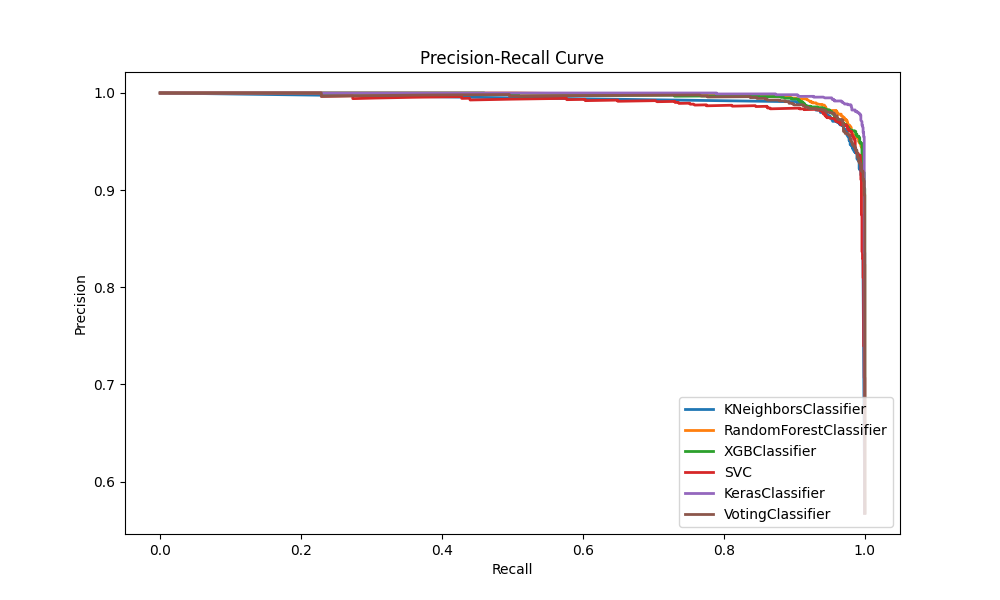 Precision-Recall Curve
1.0
0.9
0.8
0.7
0.6
Precision
KNeighborsClassifier
RandomForestClassifier
XGBClassifier
SVC
KerasClassifier
VotingClassifier
0.0 0.2 0.4 0.6 0.8 1.0
Recall